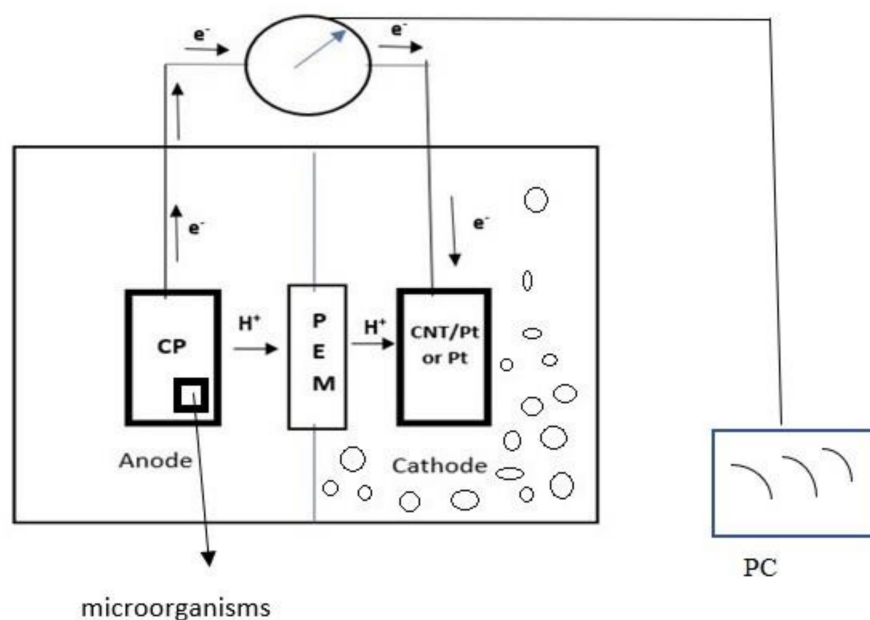 e-
e-
e-
e-
H+
P
E
M
H+
CP
CNT/Pt
or Pt
Anode
Cathode
PC
microorganisms